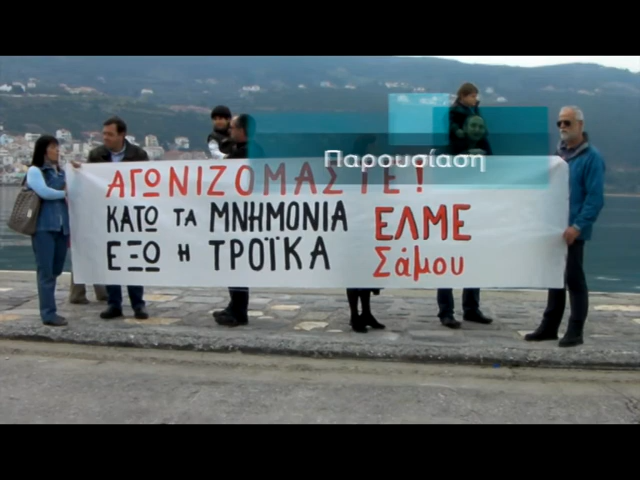 Παρουσίαση
ΑΓΩΝΙΖΟΜΑΣΤΕ!
ΚΑΤΩ ΤΑ ΜΝΗΜΟΝΙΑ
ΕΞΩ Η ΤΡΟΪΚΑ
ΕΛΜΕ
Σάμου